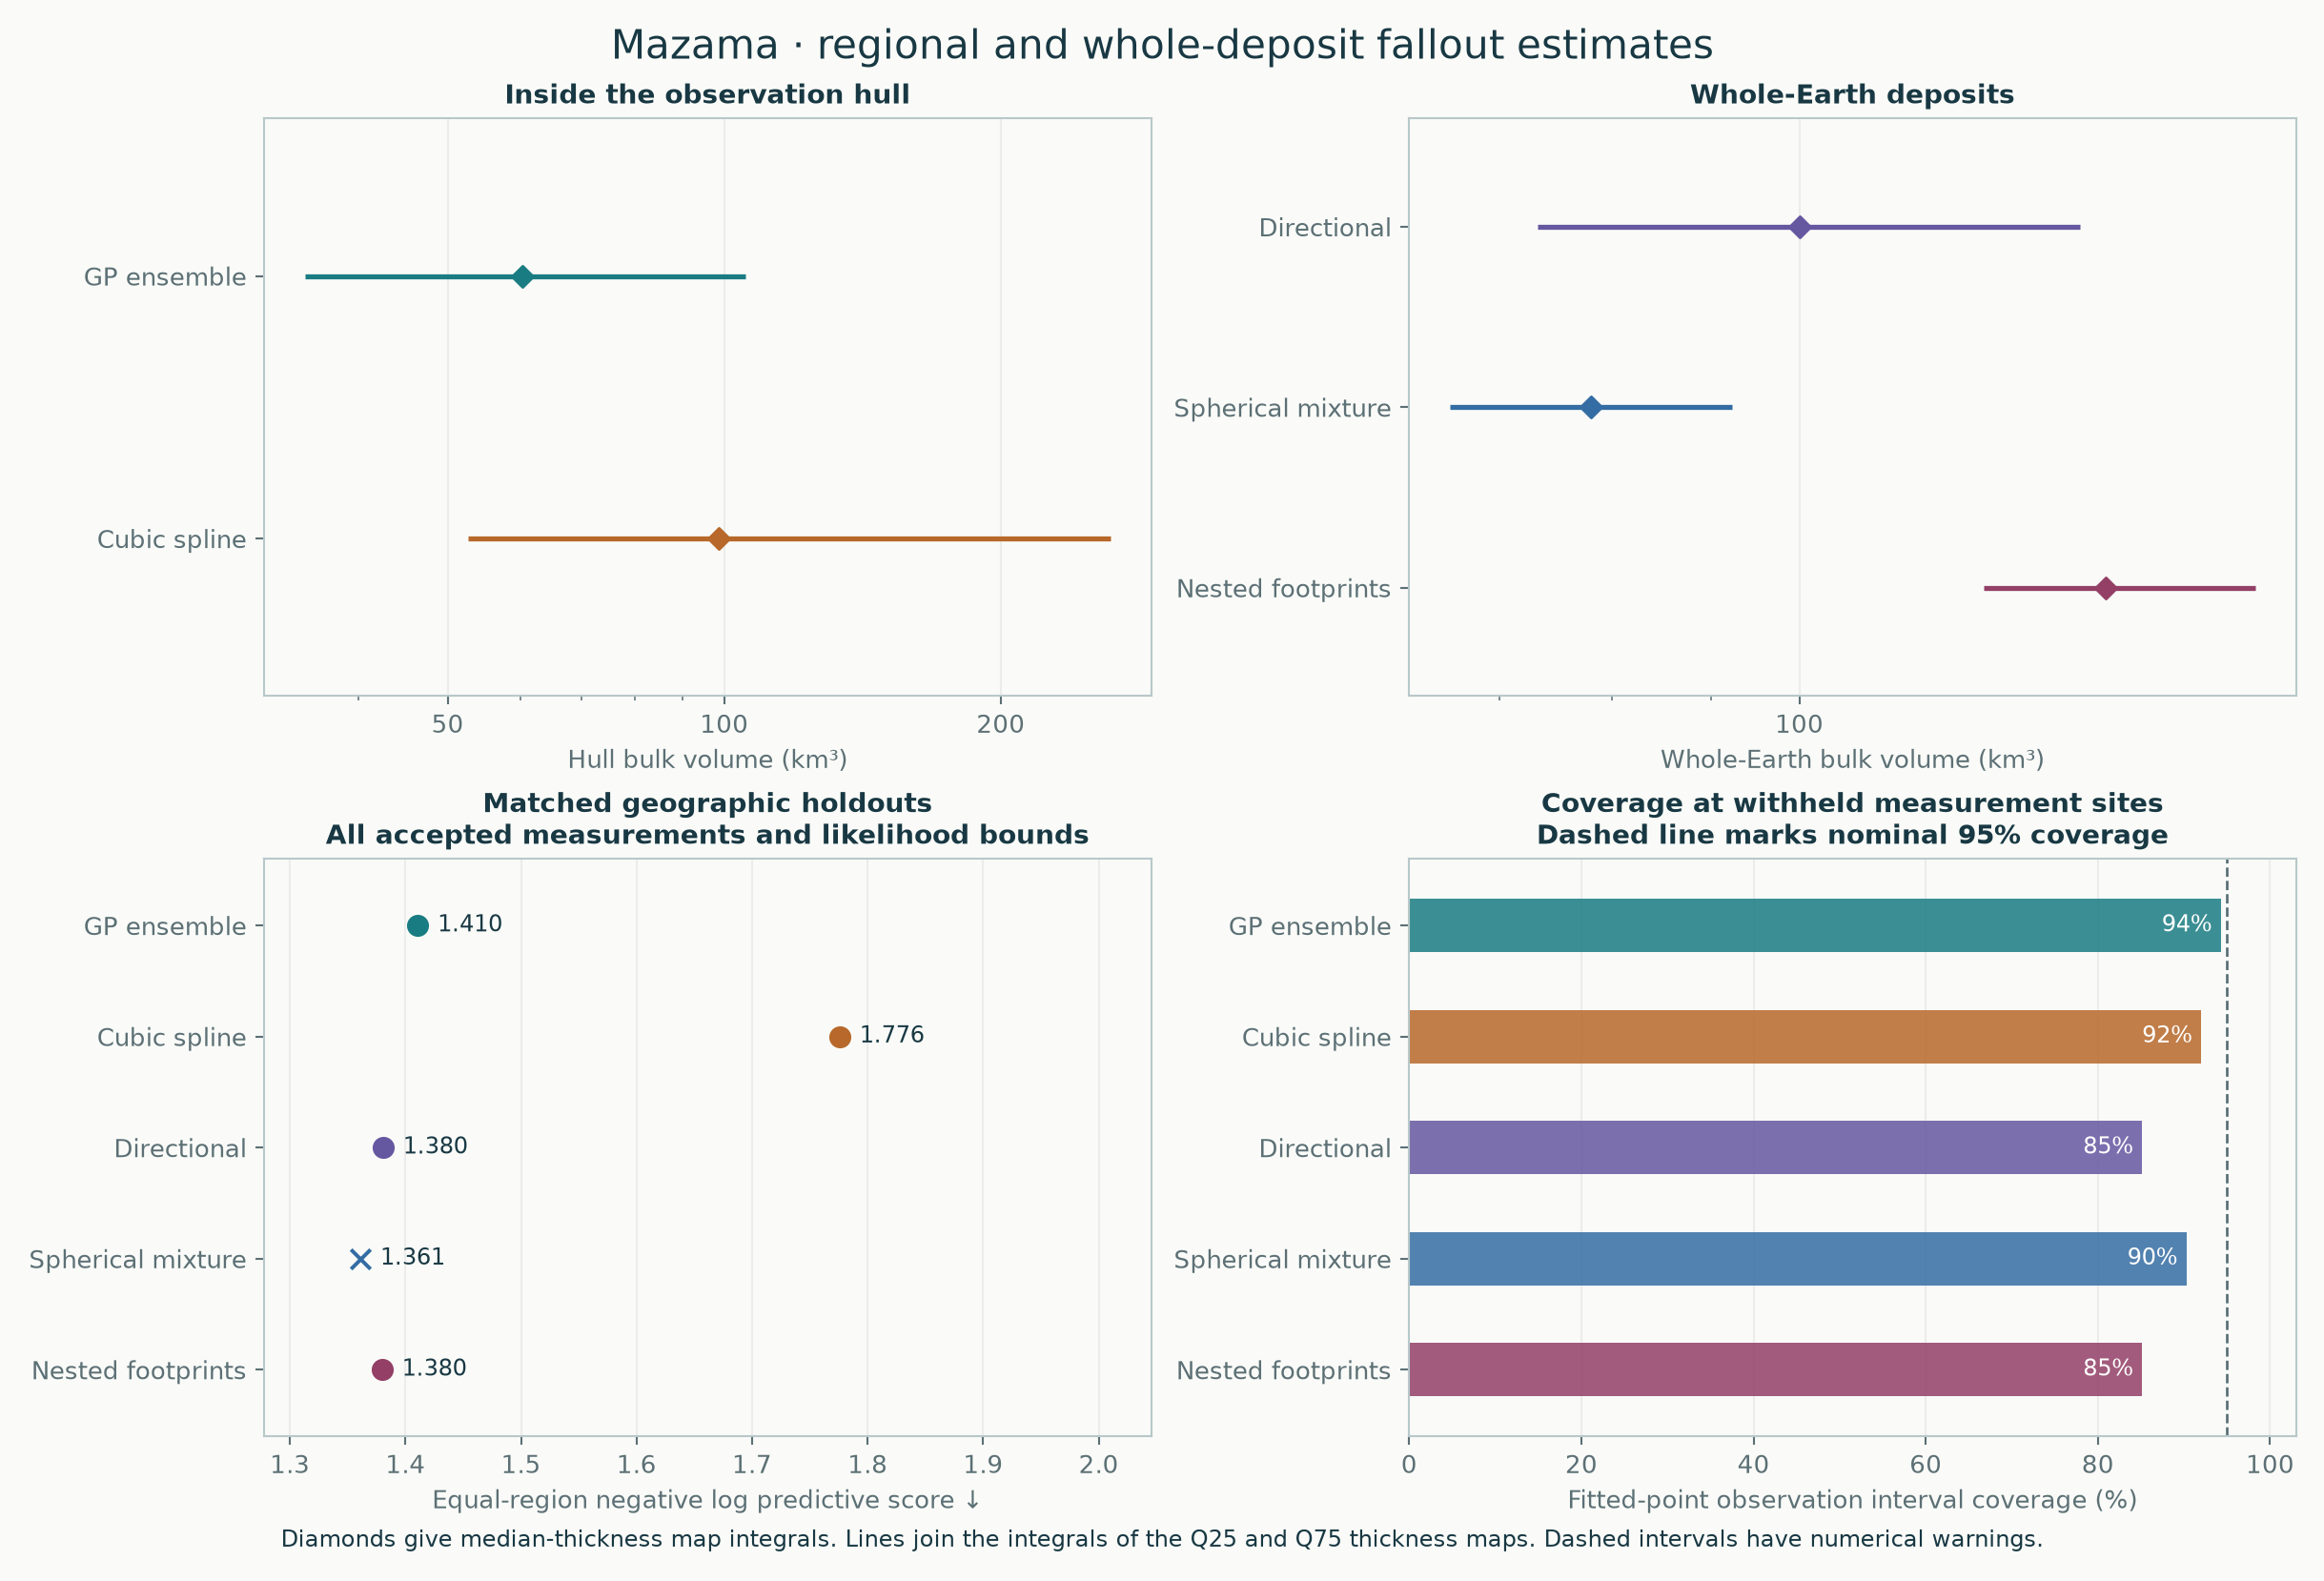 Mazama · regional and whole-deposit fallout estimates
Inside the observation hull
GP ensemble
Cubic spline
50
100
200
Hull bulk volume (km³)
Whole-Earth deposits
Directional
Spherical mixture
Nested footprints
100
Whole-Earth bulk volume (km³)
Matched geographic holdouts
All accepted measurements and likelihood bounds
GP ensemble
1.410
Cubic spline
1.776
Directional
1.380
Spherical mixture
1.361
Nested footprints
1.380
1.3
1.4
1.5
1.6
1.7
1.8
1.9
2.0
Equal-region negative log predictive score ↓
Coverage at withheld measurement sites
Dashed line marks nominal 95% coverage
GP ensemble
94%
Cubic spline
92%
Directional
85%
Spherical mixture
90%
Nested footprints
85%
0
20
40
60
80
100
Fitted-point observation interval coverage (%)
Diamonds give median-thickness map integrals. Lines join the integrals of the Q25 and Q75 thickness maps. Dashed intervals have numerical warnings.